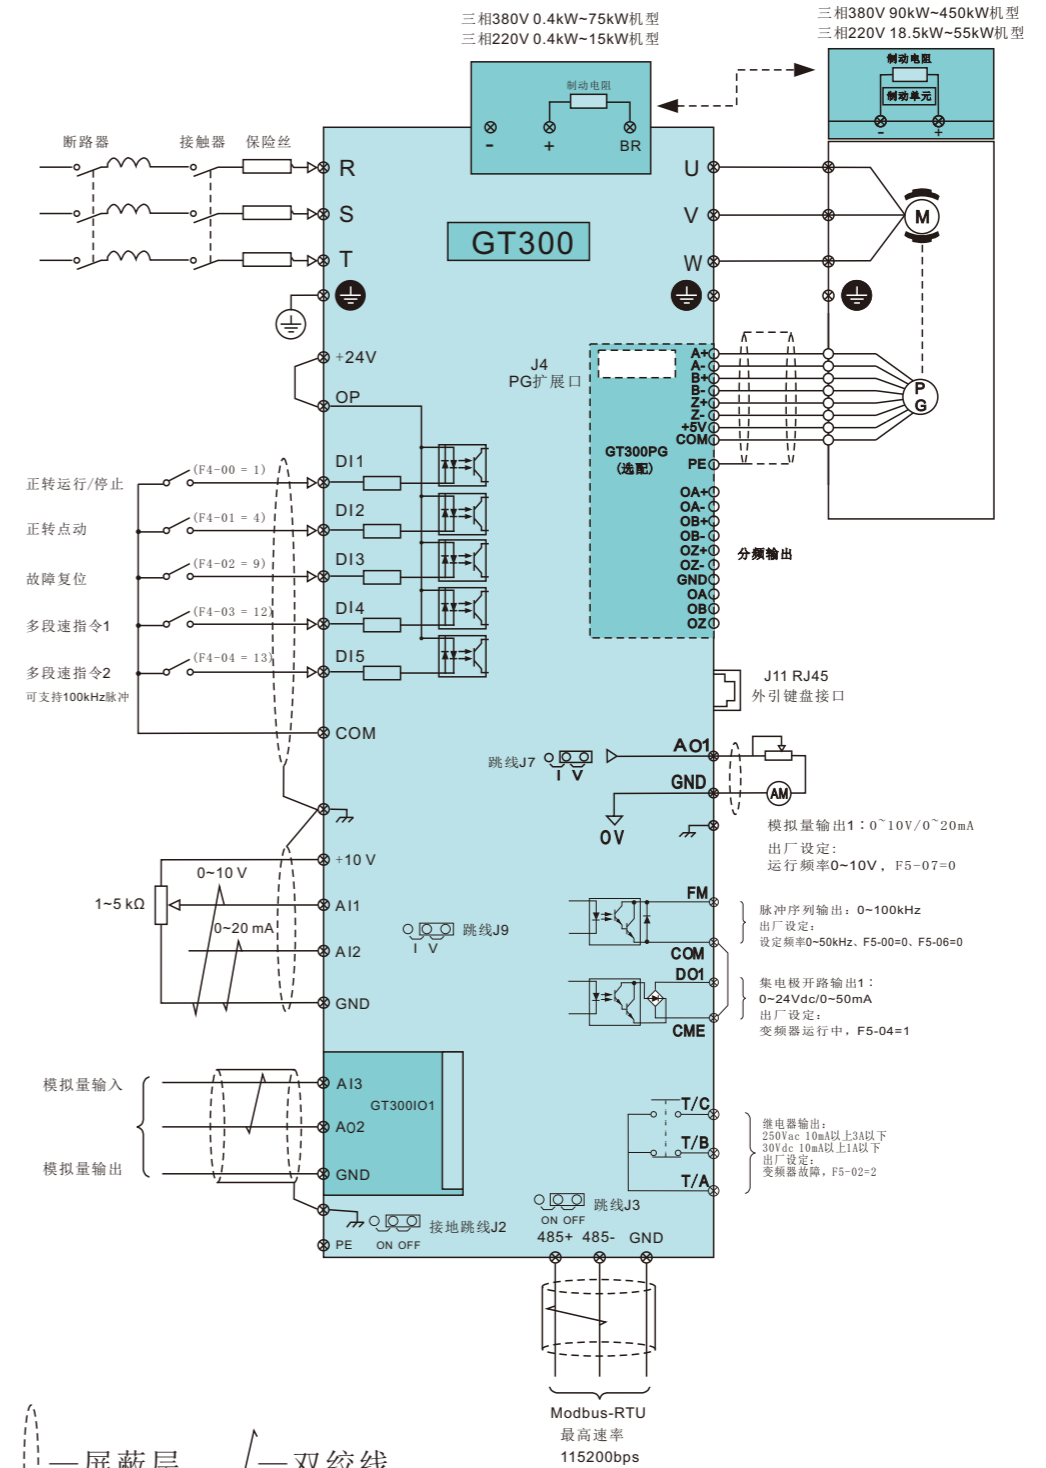 三相380V 0.4kW~75kW机型
三相220V 0.4kW~15kW机型
三相380V 90kW~450kW机型
三相220V 18.5kW~55kW机型
制动电阻
- + BR
制动电阻
制动单元
- +
断路器 接触器 保险丝
R
S
T
GT300
U
V
W
M
+24V
OP
J4
PG扩展口
GT300PG
(选配)
A+
A-
B+
B-
Z+
Z-
+5V
COM
PE
OA+
OA-
OB+
OB-
OZ+
OZ-
GND
OA
OB
OZ
分频输出
P
G
正转运行/停止 (F4-00 = 1) DI1
正转点动 (F4-01 = 4) DI2
故障复位 (F4-02 = 9) DI3
多段速指令1 (F4-03 = 12) DI4
多段速指令2 (F4-04 = 13) DI5
可支持100kHz脉冲
COM
J11 RJ45
外引键盘接口
跳线J7
I V
AO1
GND
0V
AM
模拟量输出1：0~10V/0~20mA
出厂设定:
运行频率0~10V，F5-07=0
+10V
0~10 V
1~5 kΩ
AI1
0~20 mA
AI2
GND
跳线J9
I V
FM
COM
脉冲序列输出：0~100kHz
出厂设定：
设定频率0~50kHz、F5-00=0、F5-06=0
DO1
CME
集电极开路输出1：
0~24Vdc/0~50mA
出厂设定：
变频器运行中，F5-04=1
模拟量输入
模拟量输出
AI3
AO2
GND
GT300IO1
T/C
T/B
T/A
继电器输出：
250Vac 10mA以上3A以下
30Vdc 10mA以上1A以下
出厂设定：
变频器故障，F5-02=2
接地跳线J2
ON OFF
PE
跳线J3
ON OFF
485+ 485- GND
Modbus-RTU
最高速率
115200bps
—屏蔽层 —双绞线